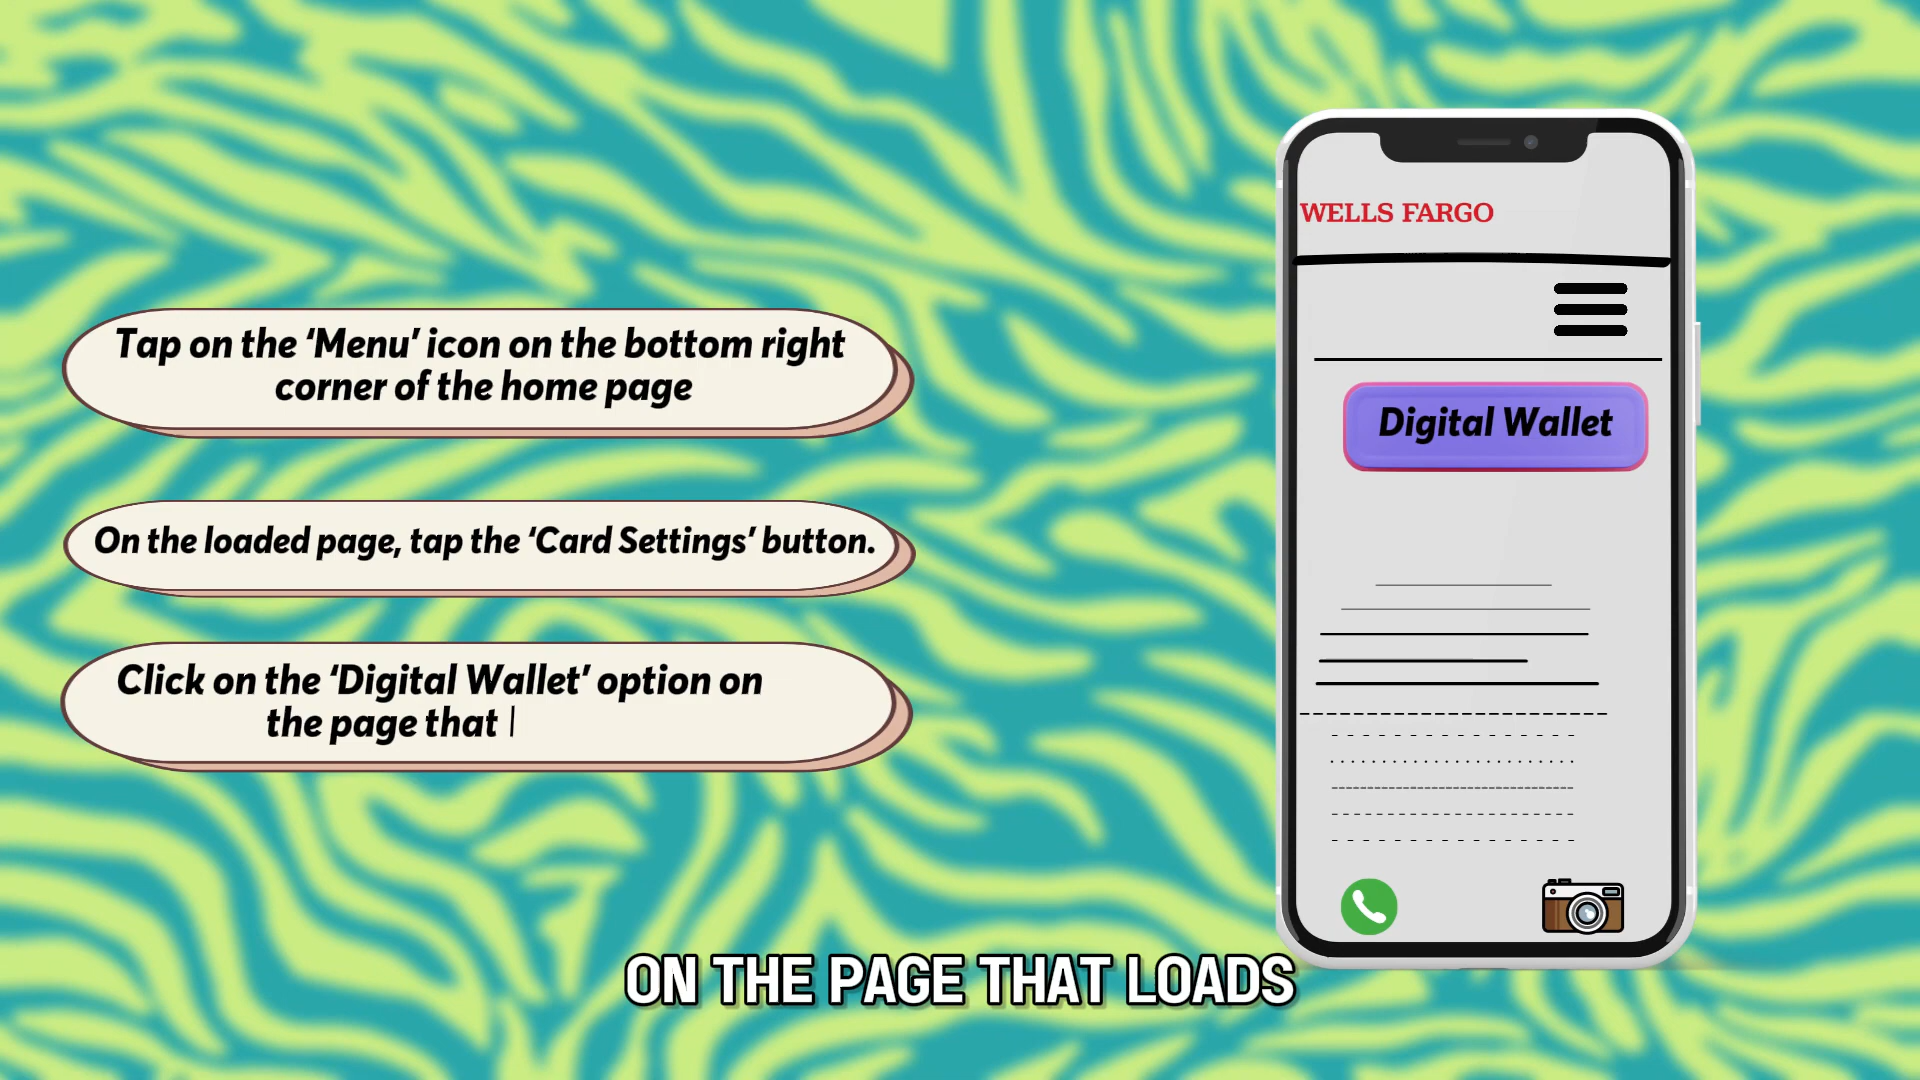 Tap on the ‘Menu’ icon on the bottom right
corner of the home page
On the loaded page, tap the ‘Card Settings’ button.
Click on the ‘Digital Wallet’ option on
the page that
WELLS FARGO
Digital Wallet
ON THE PAGE THAT LOADS